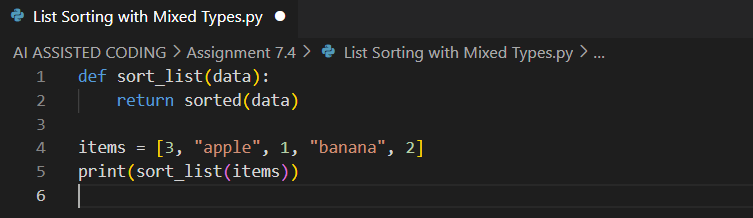 List Sorting with Mixed Types.py
AI ASSISTED CODING > Assignment 7.4 > List Sorting with Mixed Types.py > ...
1 def sort_list(data):
2     return sorted(data)
3
4 items = [3, "apple", 1, "banana", 2]
5 print(sort_list(items))
6